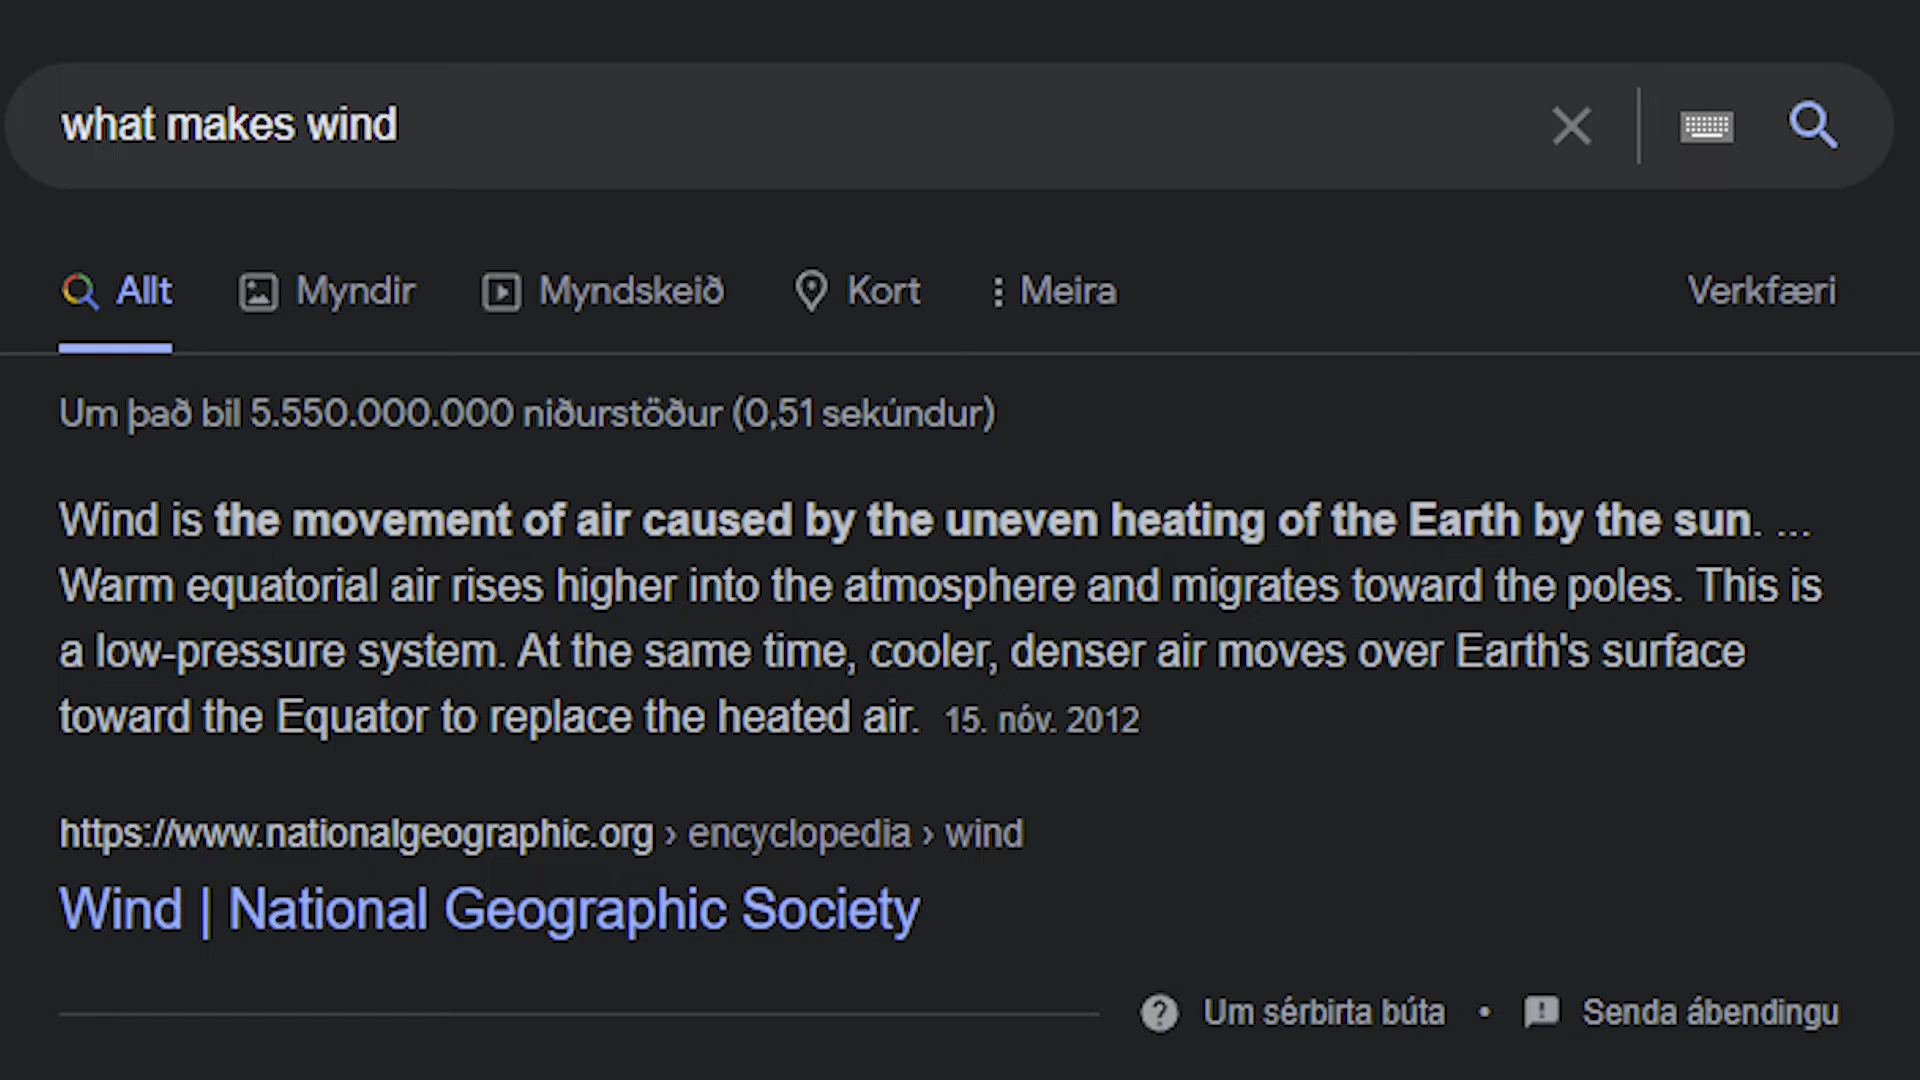 what makes wind
Allt Myndir Myndskeið Kort Meira Verkfæri
Um það bil 5.550.000.000 niðurstöður (0,51 sekúndur)
Wind is the movement of air caused by the uneven heating of the Earth by the sun. ...
Warm equatorial air rises higher into the atmosphere and migrates toward the poles. This is
a low-pressure system. At the same time, cooler, denser air moves over Earth's surface
toward the Equator to replace the heated air. 15. nóv. 2012
https://www.nationalgeographic.org › encyclopedia › wind
Wind | National Geographic Society
Um sérbirta búta • Senda ábendingu